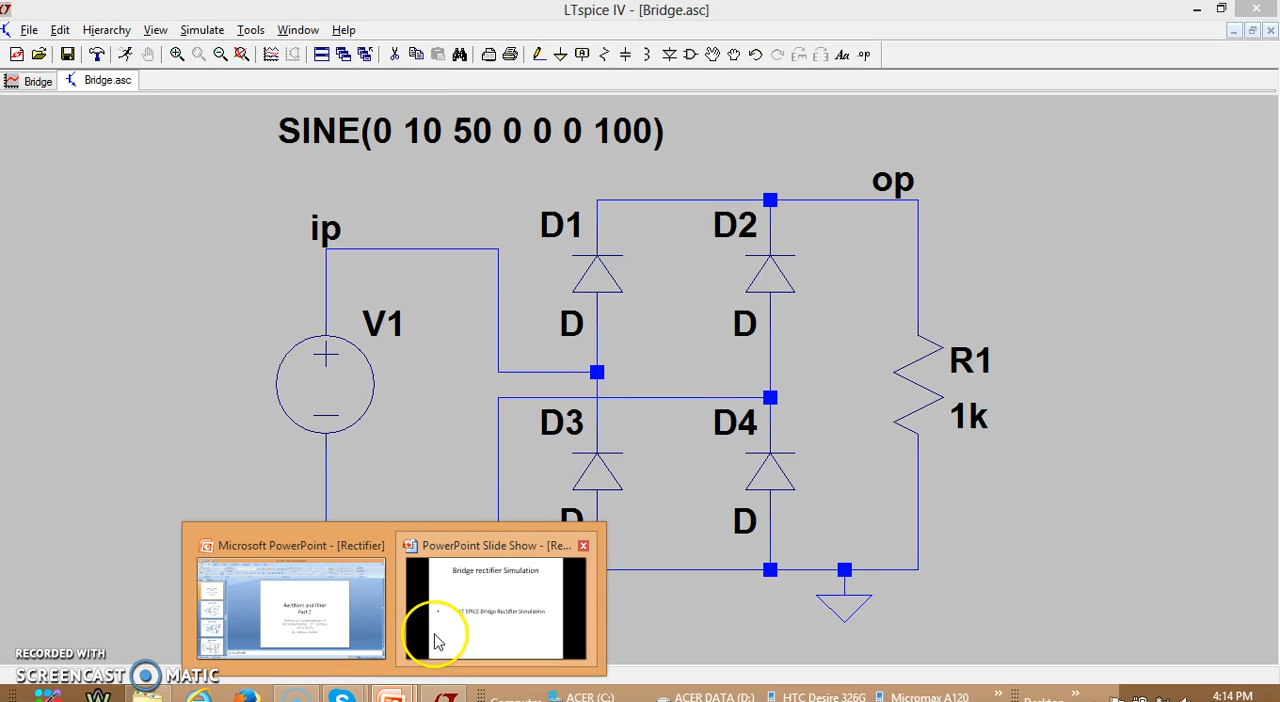 LTspice IV - [Bridge.asc]
File Edit Hierarchy View Simulate Tools Window Help
.op
Bridge Bridge.asc
SINE(0 10 50 0 0 0 100)
op
ip
D1 D2
V1
D D
R1
1k
D3 D4
D D
Microsoft PowerPoint - [Rectifier] PowerPoint Slide Show - [Re...
Bridge rectifier Simulation
Rectifiers and Filter
Part 2
LT SPICE Bridge Rectifier Simulation
RECORDED WITH
SCREENCAST MATIC
Computer ACER (C:) ACER DATA (D:) HTC Desire 326G Micromax A120 » Desktop » 4:14 PM